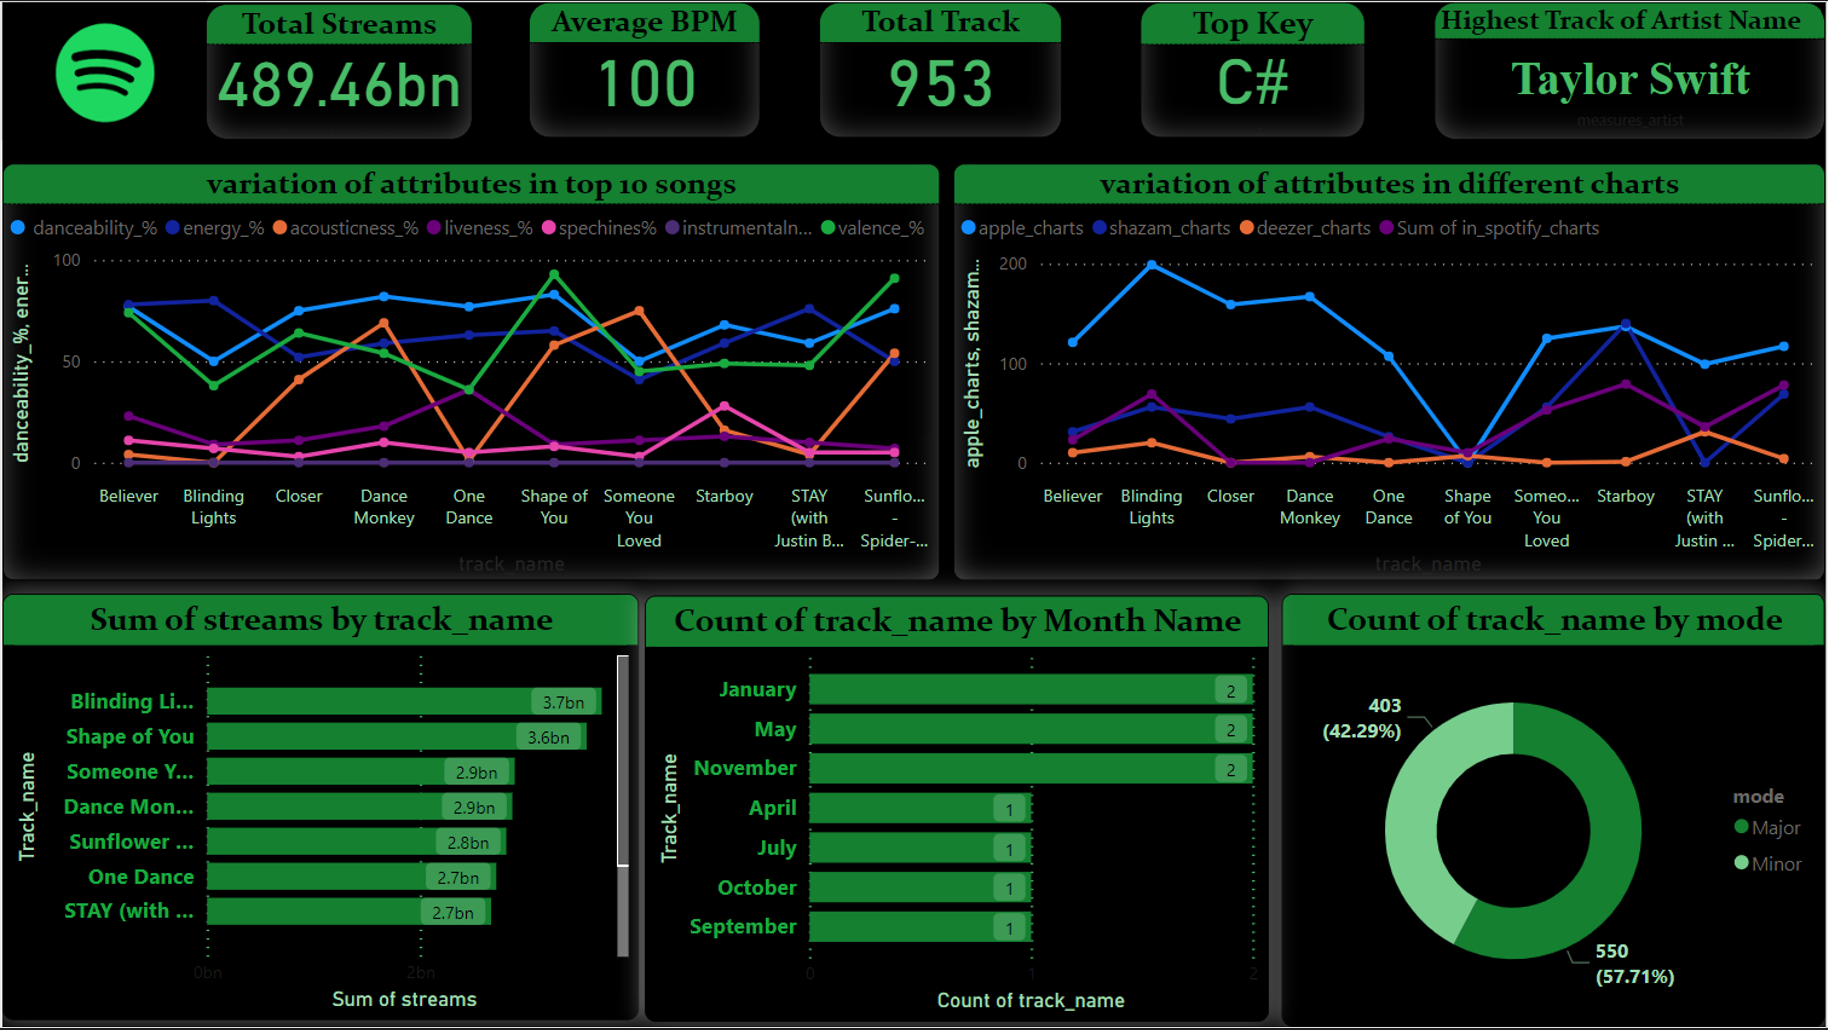 Total Streams
489.46bn
Average BPM
100
Total Track
953
Top Key
C#
Highest Track of Artist Name
Taylor Swift
measures_artist
variation of attributes in top 10 songs
danceability_% energy_% acousticness_% liveness_% spechines% instrumentaln... valence_%
danceability_%, ener...
100
50
0
Believer
Blinding
Lights
Closer
Dance
Monkey
One
Dance
Shape of
You
Someone
You
Loved
Starboy
STAY
(with
Justin B...
Sunflo...
-
Spider-...
track_name
variation of attributes in different charts
apple_charts shazam_charts deezer_charts Sum of in_spotify_charts
apple_charts, shazam...
200
100
0
Believer
Blinding
Lights
Closer
Dance
Monkey
One
Dance
Shape
of You
Someo...
You
Loved
Starboy
STAY
(with
Justin ...
Sunflo...
-
Spider...
track_name
Sum of streams by track_name
Track_name
Blinding Li... 3.7bn
Shape of You 3.6bn
Someone Y... 2.9bn
Dance Mon... 2.9bn
Sunflower ... 2.8bn
One Dance 2.7bn
STAY (with ... 2.7bn
0bn 2bn
Sum of streams
Count of track_name by Month Name
Track_name
January 2
May 2
November 2
April 1
July 1
October 1
September 1
0 1 2
Count of track_name
Count of track_name by mode
403
(42.29%)
550
(57.71%)
mode
Major
Minor